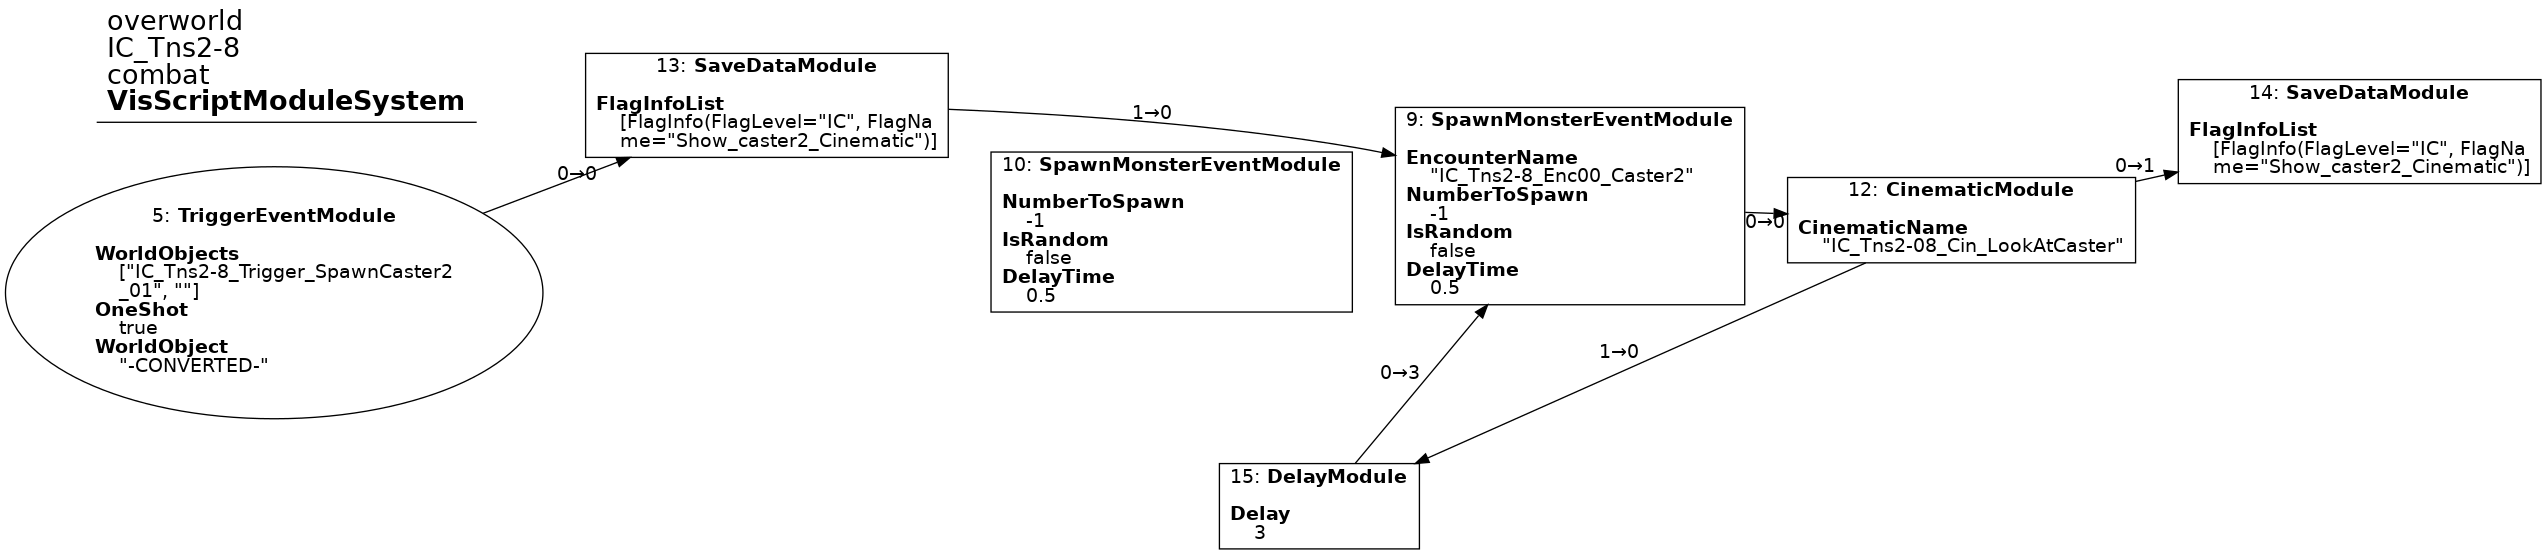 overworld
IC_Tns2-8
combat
VisScriptModuleSystem
5: TriggerEventModule
WorldObjects
["IC_Tns2-8_Trigger_SpawnCaster2
_01", ""]
OneShot
true
WorldObject
"-CONVERTED-"
0→0
13: SaveDataModule
FlagInfoList
[FlagInfo(FlagLevel="IC", FlagNa
me="Show_caster2_Cinematic")]
1→0
10: SpawnMonsterEventModule
NumberToSpawn
-1
IsRandom
false
DelayTime
0.5
9: SpawnMonsterEventModule
EncounterName
"IC_Tns2-8_Enc00_Caster2"
NumberToSpawn
-1
IsRandom
false
DelayTime
0.5
0→0
12: CinematicModule
CinematicName
"IC_Tns2-08_Cin_LookAtCaster"
0→1
14: SaveDataModule
FlagInfoList
[FlagInfo(FlagLevel="IC", FlagNa
me="Show_caster2_Cinematic")]
1→0
0→3
15: DelayModule
Delay
3